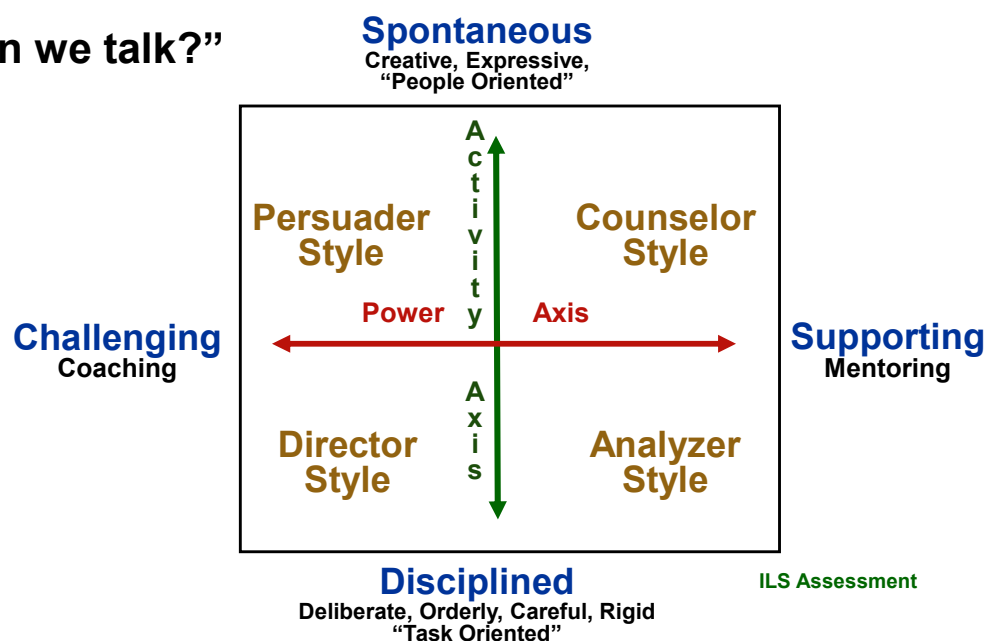 n we talk?”
Spontaneous
Creative, Expressive,
“People Oriented”
Activity
Persuader
Style
Counselor
Style
Power
Axis
Challenging
Coaching
Supporting
Mentoring
Axis
Director
Style
Analyzer
Style
Disciplined
Deliberate, Orderly, Careful, Rigid
“Task Oriented”
ILS Assessment